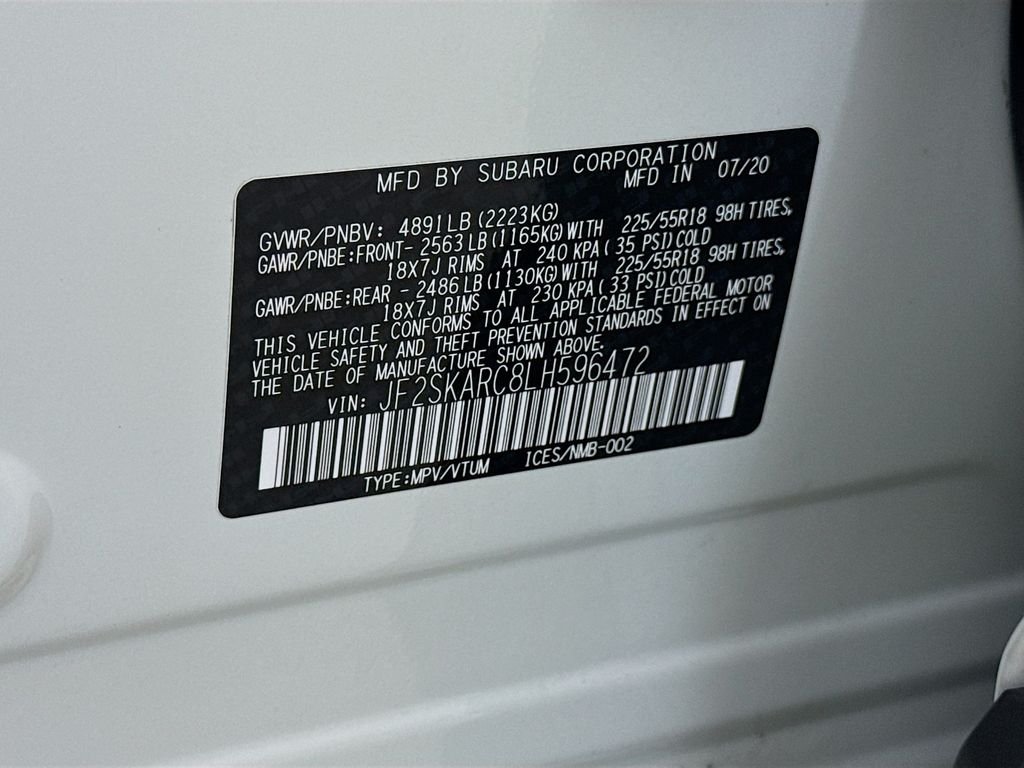 MFD BY SUBARU CORPORATION
MFD IN 07/20
GVWR/PNBV: 4891LB (2223KG)
GAWR/PNBE:FRONT- 2563LB (1165KG)WITH 225/55R18 98H TIRES,
18X7J RIMS AT 240 KPA ( 35 PSI)COLD
GAWR/PNBE:REAR - 2486LB (1130KG)WITH 225/55R18 98H TIRES,
18X7J RIMS AT 230 KPA ( 33 PSI)COLD
THIS VEHICLE CONFORMS TO ALL APPLICABLE FEDERAL MOTOR
VEHICLE SAFETY AND THEFT PREVENTION STANDARDS IN EFFECT ON
THE DATE OF MANUFACTURE SHOWN ABOVE.
VIN: JF2SKARC8LH596472
TYPE:MPV/VTUM ICES/NMB-002